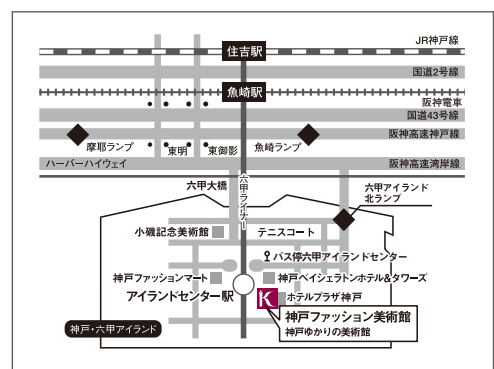 JR神戸線
住吉駅
国道2号線
魚崎駅
阪神電車
国道43号線
阪神高速神戸線
摩耶ランプ
東明
東御影
魚崎ランプ
ハーバーハイウェイ
阪神高速湾岸線
六甲大橋
六甲ライナー
六甲アイランド
北ランプ
小磯記念美術館
テニスコート
バス停六甲アイランドセンター
神戸ファッションマート
神戸ベイシェラトンホテル&タワーズ
アイランドセンター駅
K
ホテルプラザ神戸
神戸ファッション美術館
神戸ゆかりの美術館
神戸・六甲アイランド